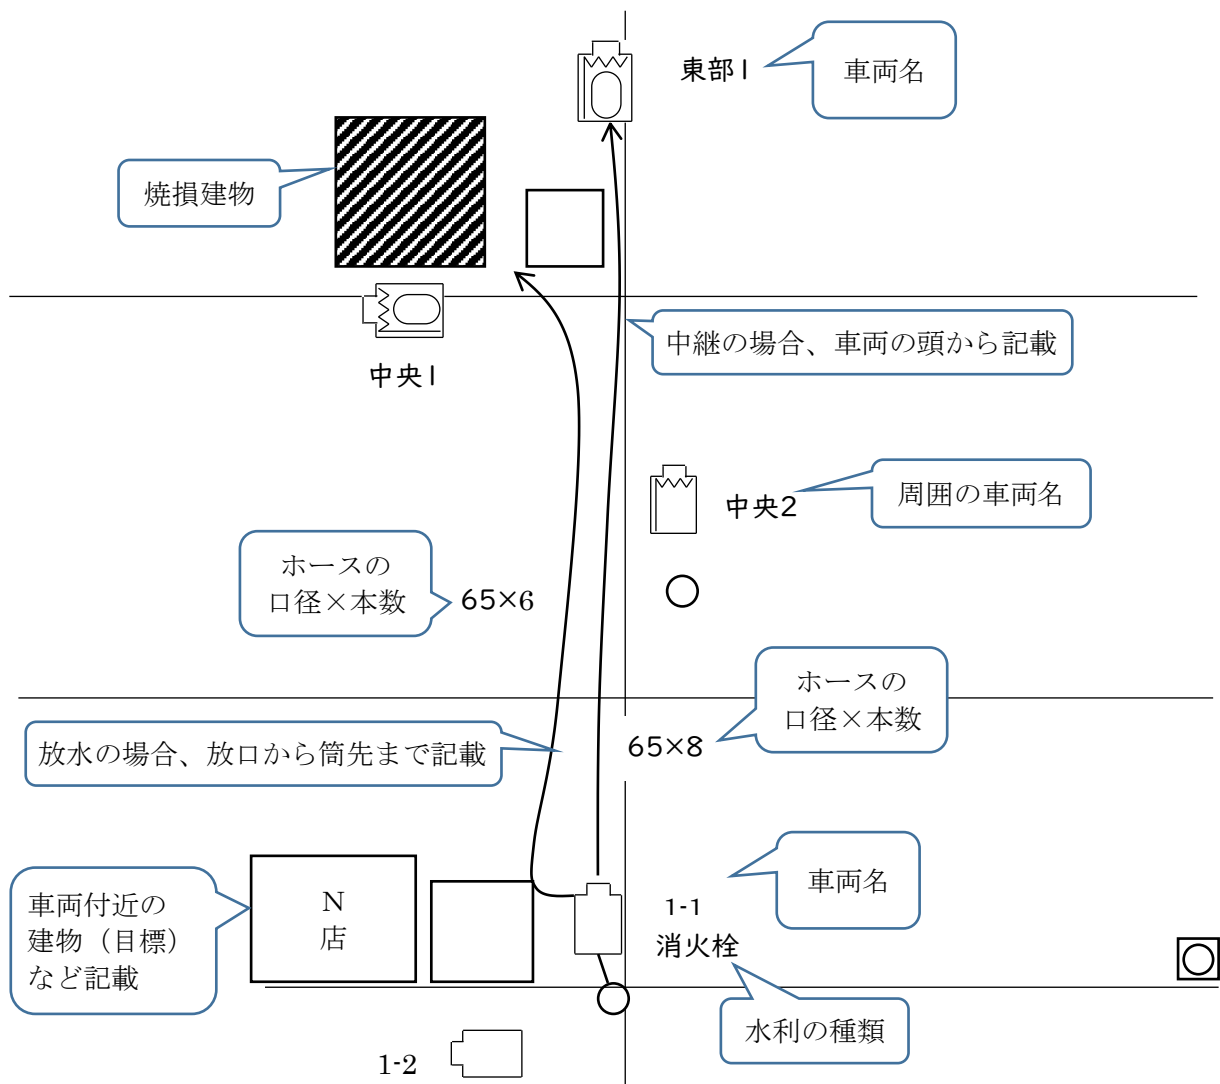 東部1
車両名
焼損建物
中継の場合、車両の頭から記載
中央1
中央2
周囲の車両名
ホースの
口径×本数
65×6
ホースの
口径×本数
65×8
放水の場合、放口から筒先まで記載
車両名
車両付近の
建物（目標）
など記載
N
店
1-1
消火栓
水利の種類
1-2